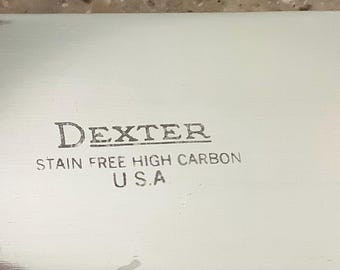 DEXTER
STAIN FREE HIGH CARBON
U S.A